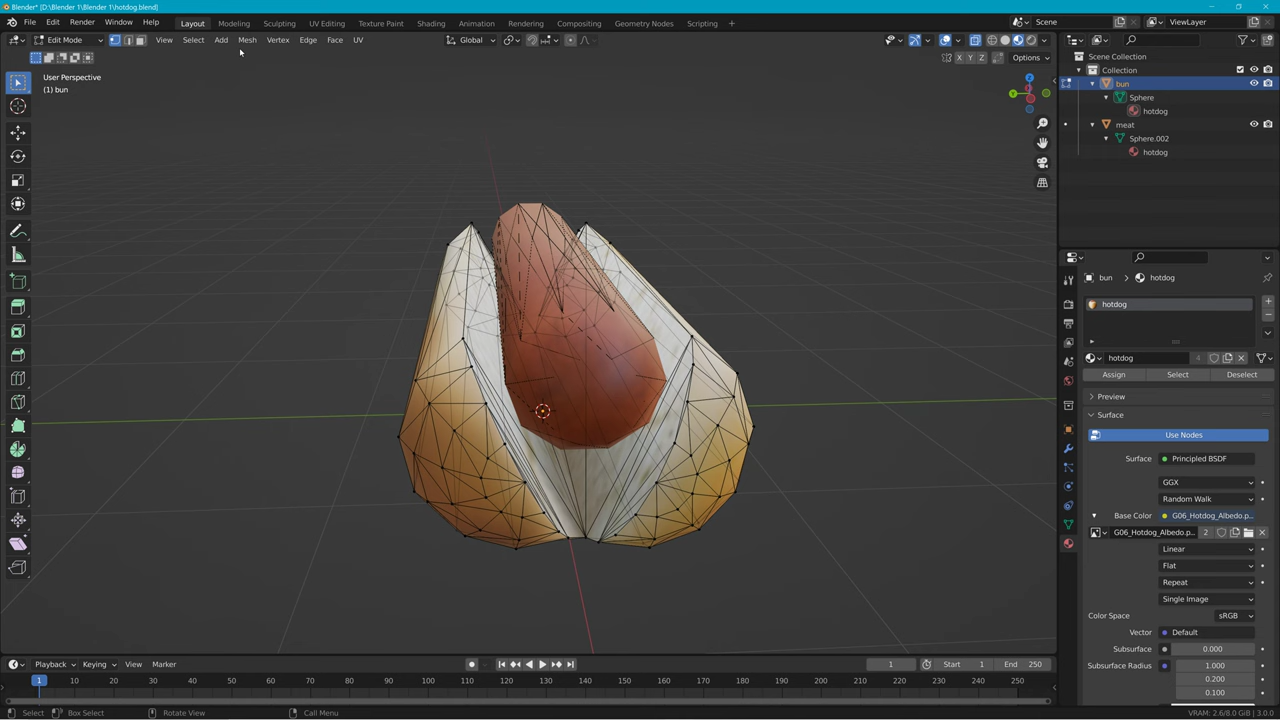 Blender* [D:\Blender 1\Blender 1\hotdog.blend]
File Edit Render Window Help Layout Modeling Sculpting UV Editing Texture Paint Shading Animation Rendering Compositing Geometry Nodes Scripting + Scene ViewLayer
Edit Mode View Select Add Mesh Vertex Edge Face UV Global
X Y Z Options
User Perspective
(1) bun
Scene Collection
Collection
bun
Sphere
hotdog
meat
Sphere.002
hotdog
bun > hotdog
hotdog
hotdog 4
Assign Select Deselect
Preview
Surface
Use Nodes
Surface Principled BSDF
GGX
Random Walk
Base Color G06_Hotdog_Albedo.p...
G06_Hotdog_Albedo.p... 2
Linear
Flat
Repeat
Single Image
Color Space sRGB
Vector Default
Subsurface 0.000
Subsurface Radius 1.000
0.200
0.100
Playback Keying View Marker 1 Start 1 End 250
1 10 20 30 40 50 60 70 80 90 100 110 120 130 140 150 160 170 180 190 200 210 220 230 240 250
Select Box Select Rotate View Call Menu VRAM: 2.6/8.0 GiB | 3.0.0